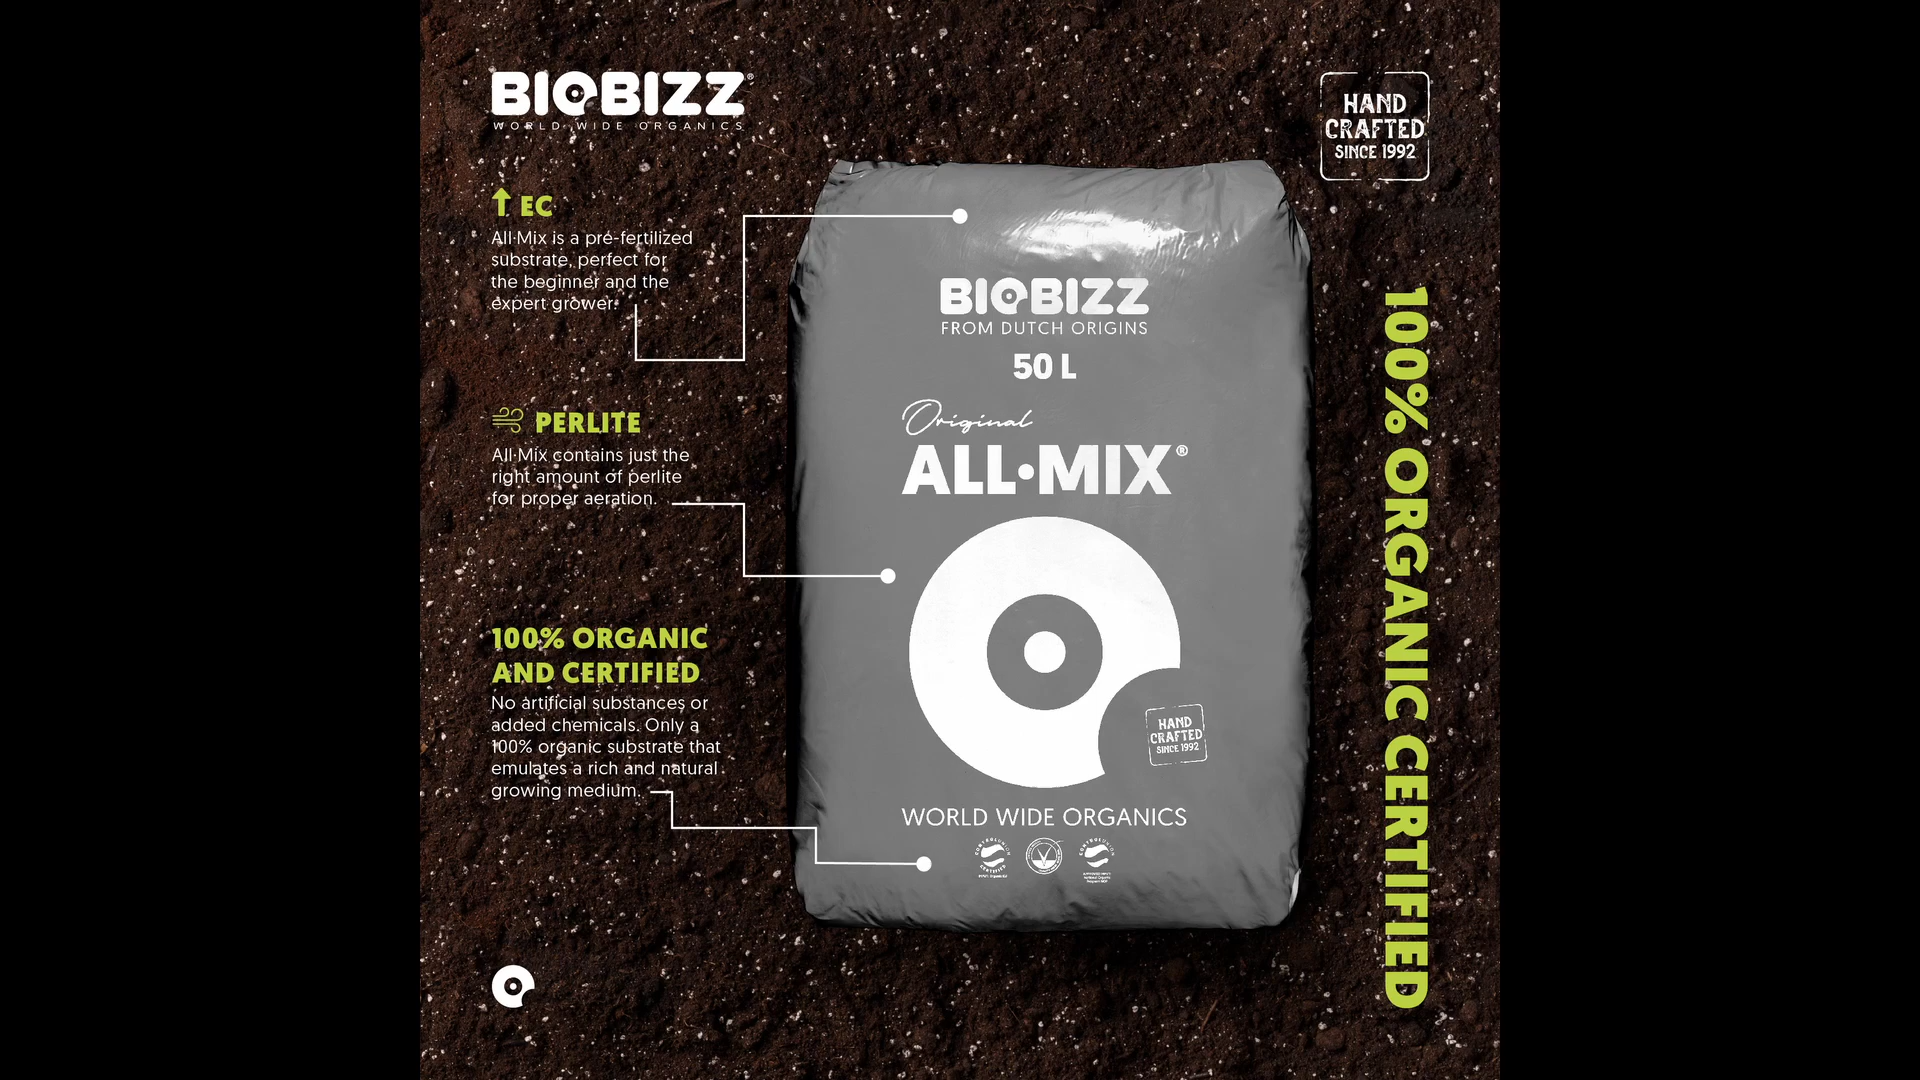 BIOBIZZ®
WORLD WIDE ORGANICS
HAND
CRAFTED
SINCE 1992
EC
All·Mix is a pre-fertilized
substrate, perfect for
the beginner and the
expert grower.
PERLITE
All·Mix contains just the
right amount of perlite
for proper aeration.
100% ORGANIC
AND CERTIFIED
No artificial substances or
added chemicals. Only a
100% organic substrate that
emulates a rich and natural
growing medium.
BIOBIZZ
FROM DUTCH ORIGINS
50 L
Original
ALL·MIX®
HAND
CRAFTED
SINCE 1992
WORLD WIDE ORGANICS
CONTROLUNION
CERTIFIED
CONTROLUNION
100% ORGANIC CERTIFIED